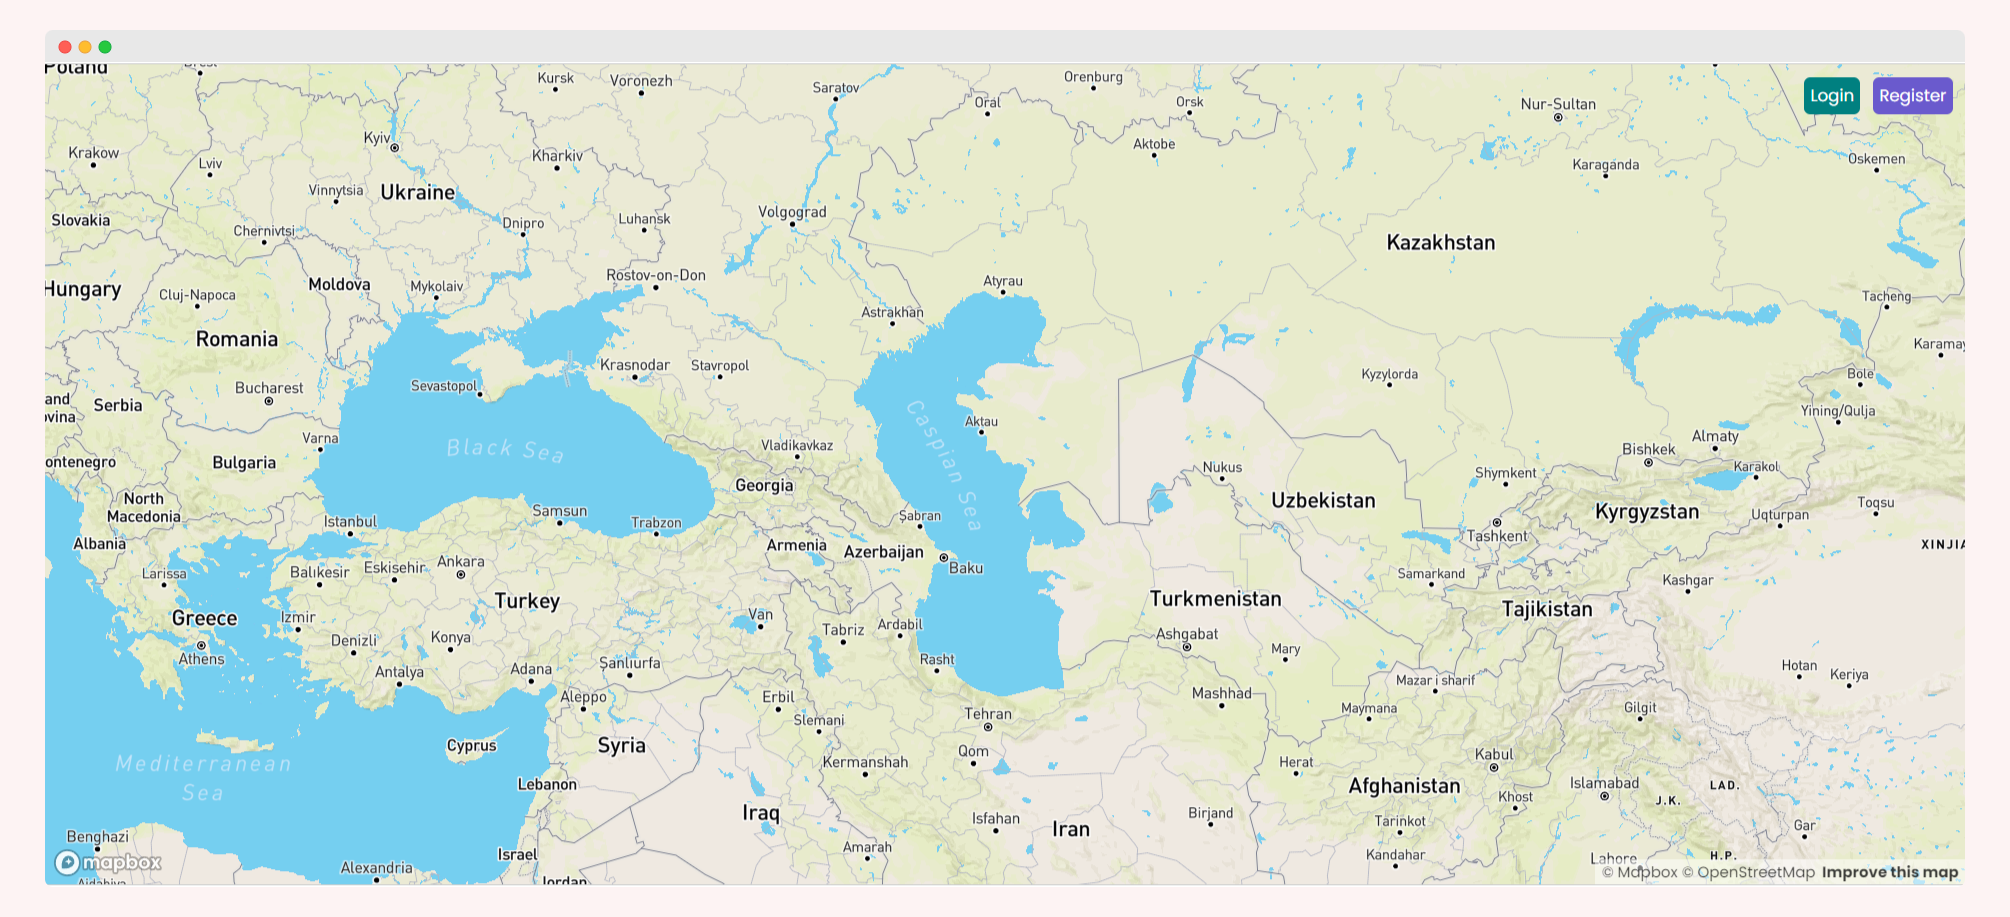 Poland
Brest
Kursk
Voronezh
Saratov
Oral
Orenburg
Orsk
Nur-Sultan
Login
Register
Krakow
Lviv
Kyiv
Kharkiv
Aktobe
Karaganda
Oskemen
Vinnytsia
Ukraine
Slovakia
Chernivtsi
Dnipro
Luhansk
Volgograd
Kazakhstan
Hungary
Cluj-Napoca
Moldova
Mykolaiv
Rostov-on-Don
Astrakhan
Atyrau
Tacheng
Romania
Krasnodar
Stavropol
Karamay
Bucharest
Sevastopol
Kyzylorda
Bole
and
ovina
Serbia
Aktau
Yining/Qulja
Varna
Black Sea
Vladikavkaz
Caspian Sea
Bishkek
Almaty
ontenegro
Bulgaria
Georgia
Nukus
Shymkent
Karakol
North
Macedonia
Istanbul
Samsun
Trabzon
Şabran
Uzbekistan
Kyrgyzstan
Toqsu
Uqturpan
Albania
Armenia
Azerbaijan
Tashkent
XINJIA
Larissa
Balıkesir
Eskisehir
Ankara
Baku
Samarkand
Kashgar
Greece
Izmir
Turkey
Van
Turkmenistan
Tajikistan
Athens
Denizli
Konya
Tabriz
Ardabil
Ashgabat
Mary
Antalya
Adana
Şanlıurfa
Rasht
Hotan
Keriya
Aleppo
Erbil
Mashhad
Mazar i sharif
Slemani
Tehran
Maymana
Gilgit
Mediterranean
Sea
Cyprus
Syria
Qom
Kermanshah
Herat
Kabul
Lebanon
Afghanistan
Islamabad
LAD.
Khost
J.K.
Iraq
Isfahan
Iran
Birjand
Tarinkot
Gar
Benghazi
Israel
Amarah
Kandahar
Lahore
H.P.
mapbox
Alexandria
Ajdabiya
Jordan
© Mapbox © OpenStreetMap Improve this map